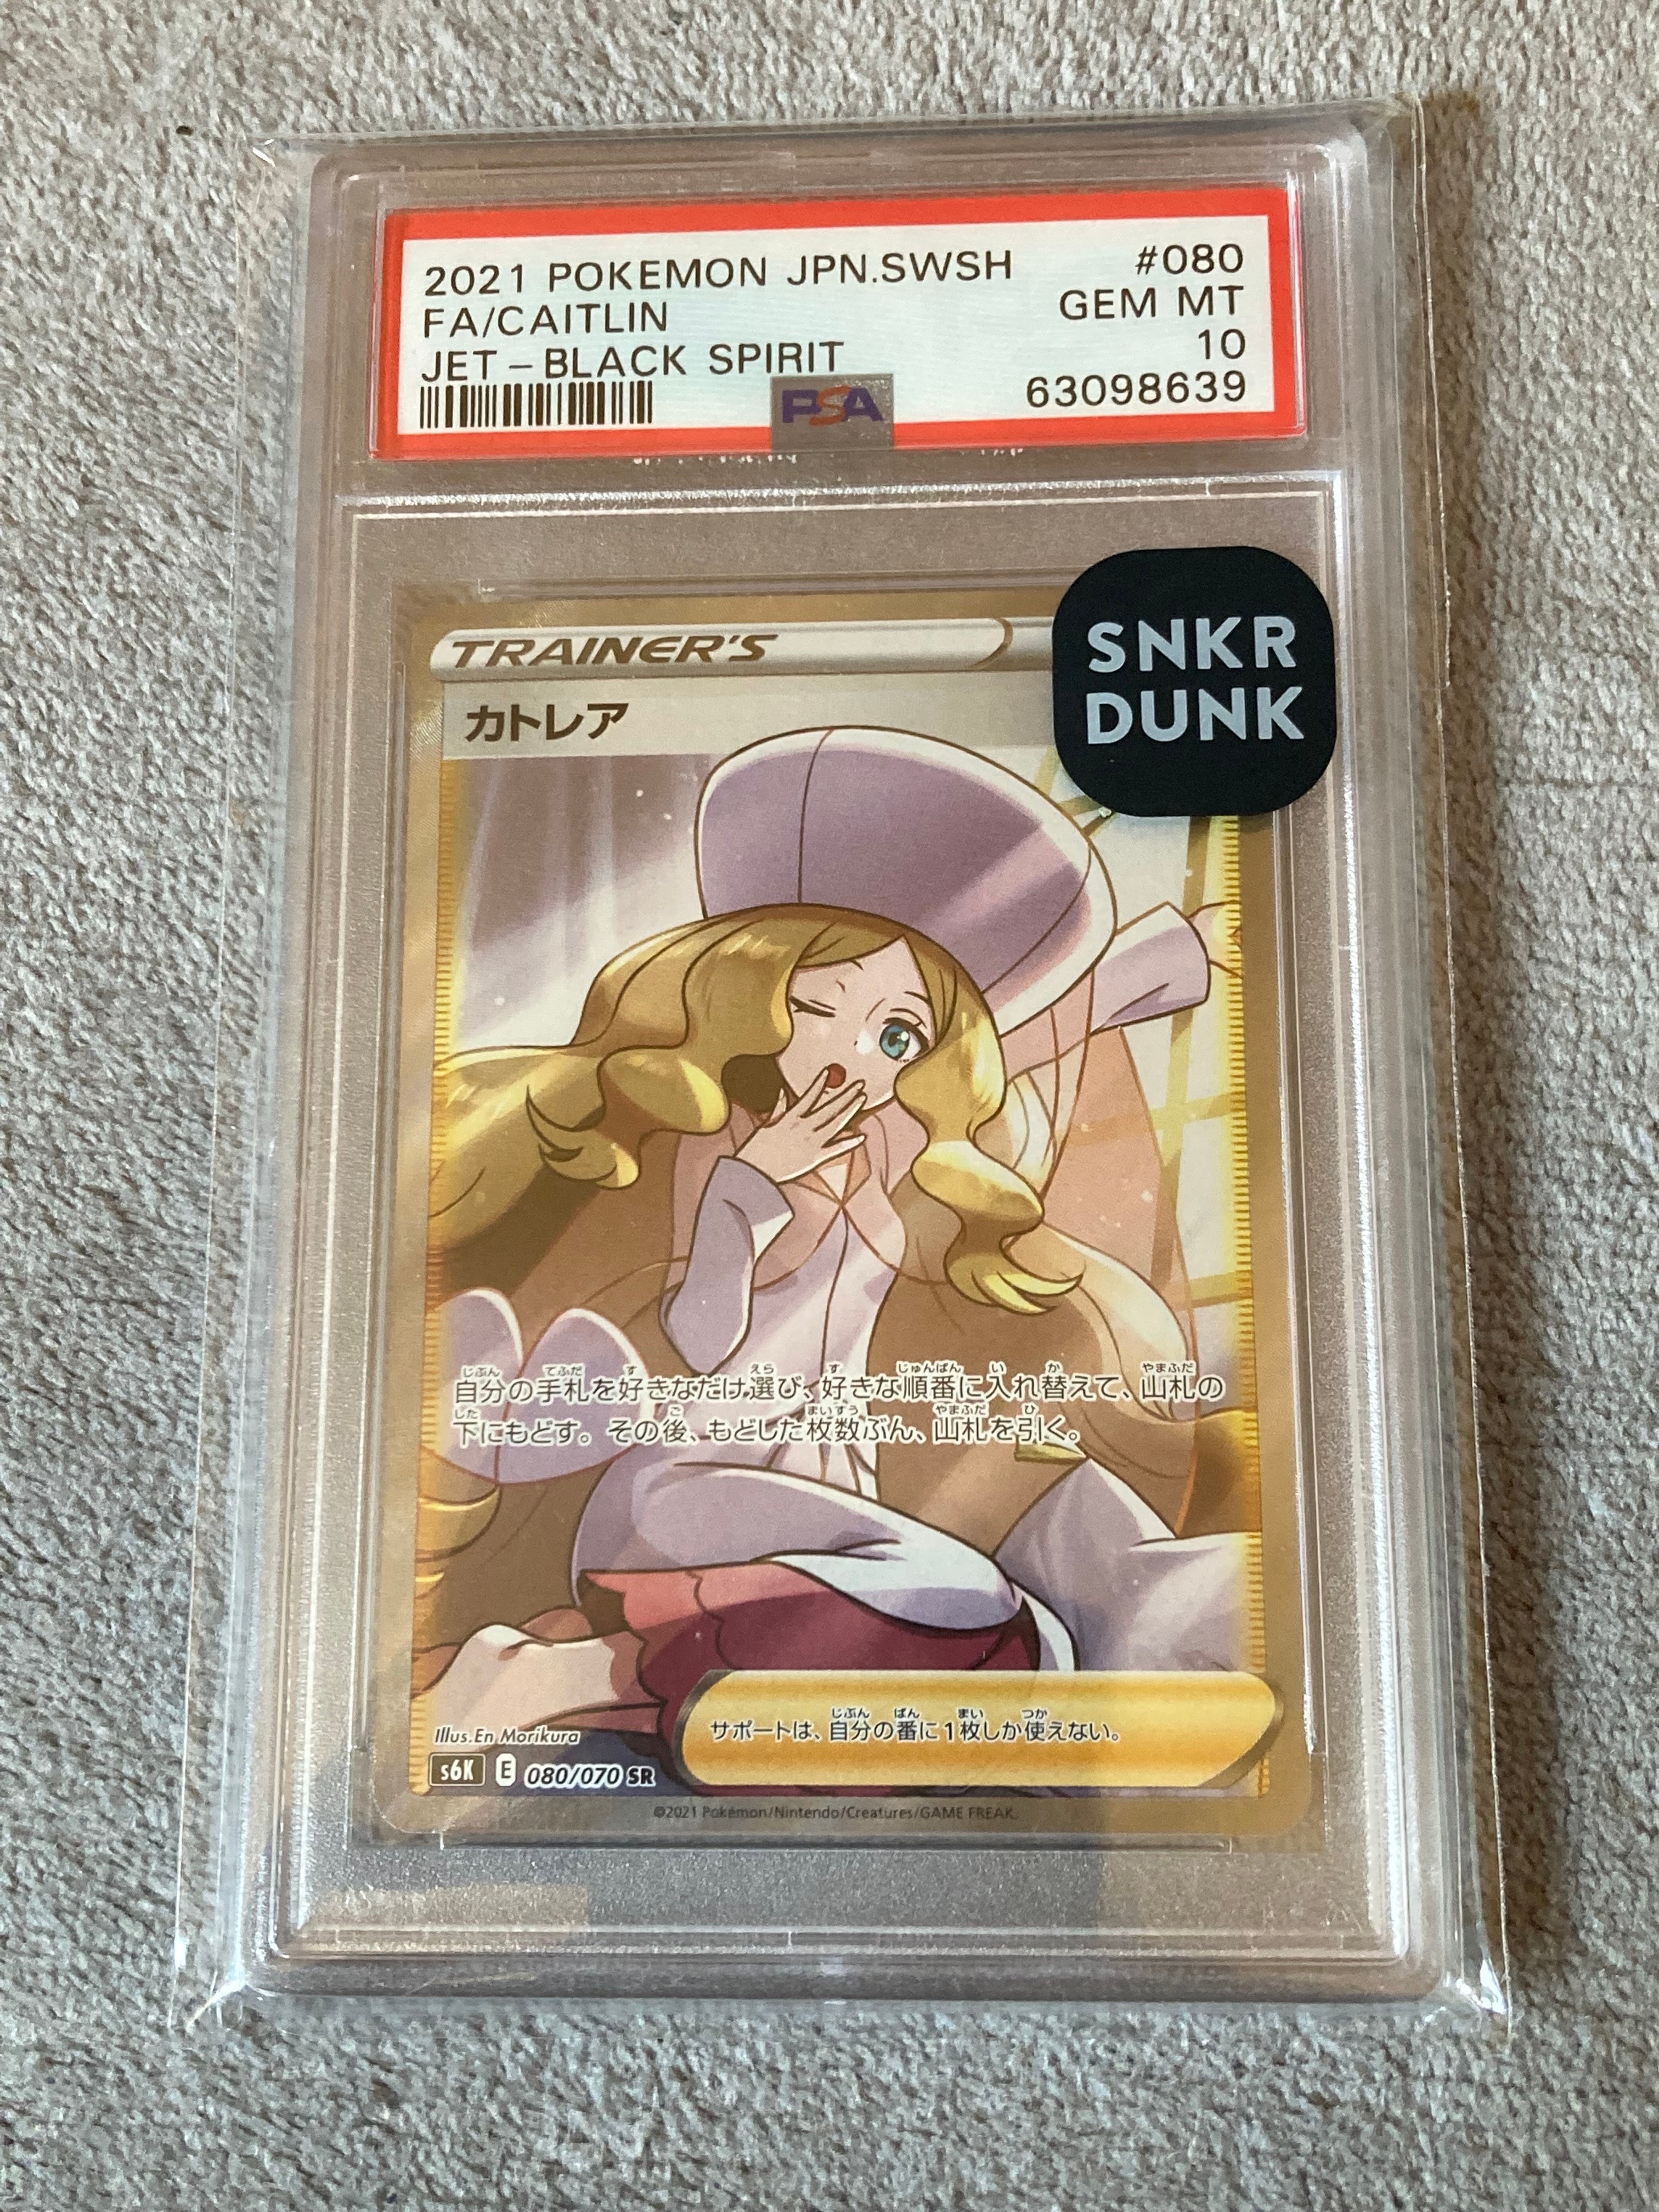 2021 POKEMON JPN.SWSH #080
FA/CAITLIN GEM MT
JET-BLACK SPIRIT 10
63098639
PSA
SNKR
DUNK
TRAINER'S
カトレア
自分の手札を好きなだけ選び、好きな順番に入れ替えて、山札の
下にもどす。その後、もどした枚数ぶん、山札を引く。
サポートは、自分の番に1枚しか使えない。
Illus.En Morikura
s6K E 080/070 SR
©2021 Pokémon/Nintendo/Creatures/GAME FREAK.